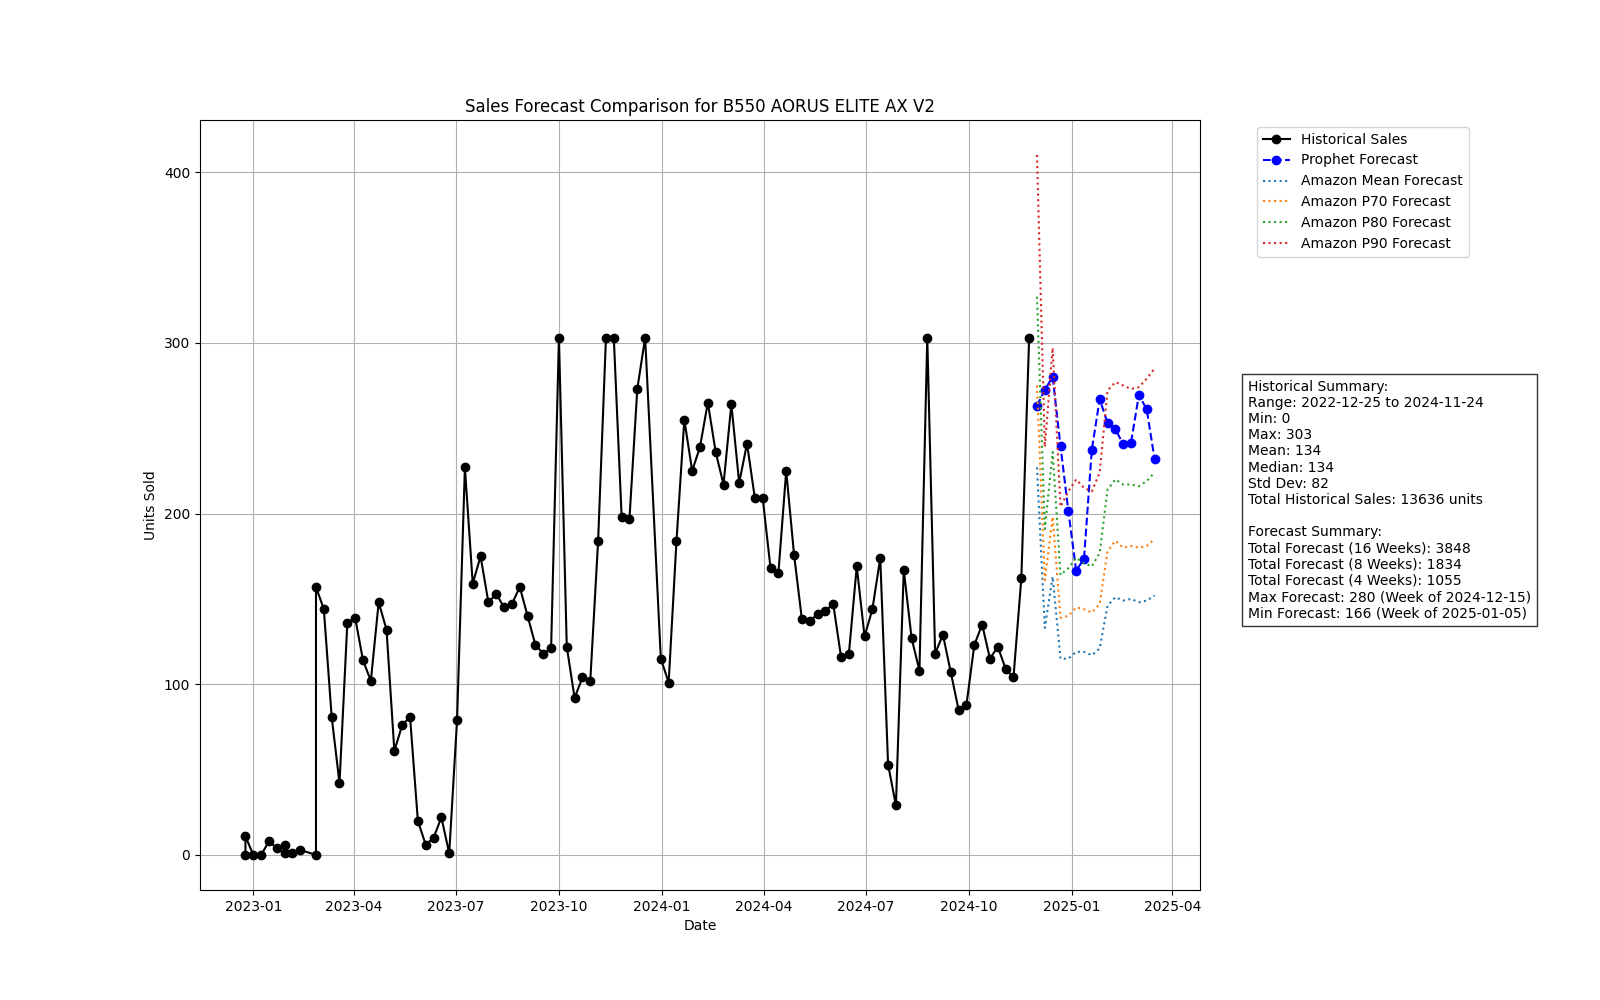 Sales Forecast Comparison for B550 AORUS ELITE AX V2
400
300
200
100
0
Units Sold
2023-01
2023-04
2023-07
2023-10
2024-01
2024-04
2024-07
2024-10
2025-01
2025-04
Date
Historical Sales
Prophet Forecast
Amazon Mean Forecast
Amazon P70 Forecast
Amazon P80 Forecast
Amazon P90 Forecast
Historical Summary:
Range: 2022-12-25 to 2024-11-24
Min: 0
Max: 303
Mean: 134
Median: 134
Std Dev: 82
Total Historical Sales: 13636 units
Forecast Summary:
Total Forecast (16 Weeks): 3848
Total Forecast (8 Weeks): 1834
Total Forecast (4 Weeks): 1055
Max Forecast: 280 (Week of 2024-12-15)
Min Forecast: 166 (Week of 2025-01-05)